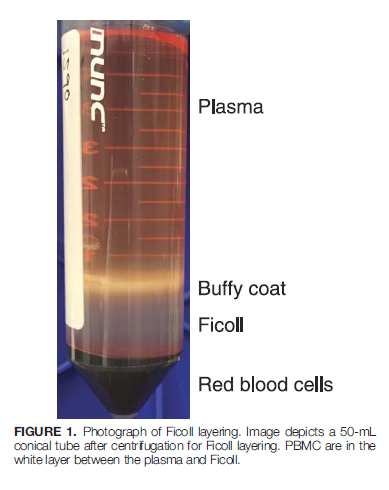 nunc™
Plasma
Buffy coat
Ficoll
Red blood cells
FIGURE 1. Photograph of Ficoll layering. Image depicts a 50-mL
conical tube after centrifugation for Ficoll layering. PBMC are in the
white layer between the plasma and Ficoll.